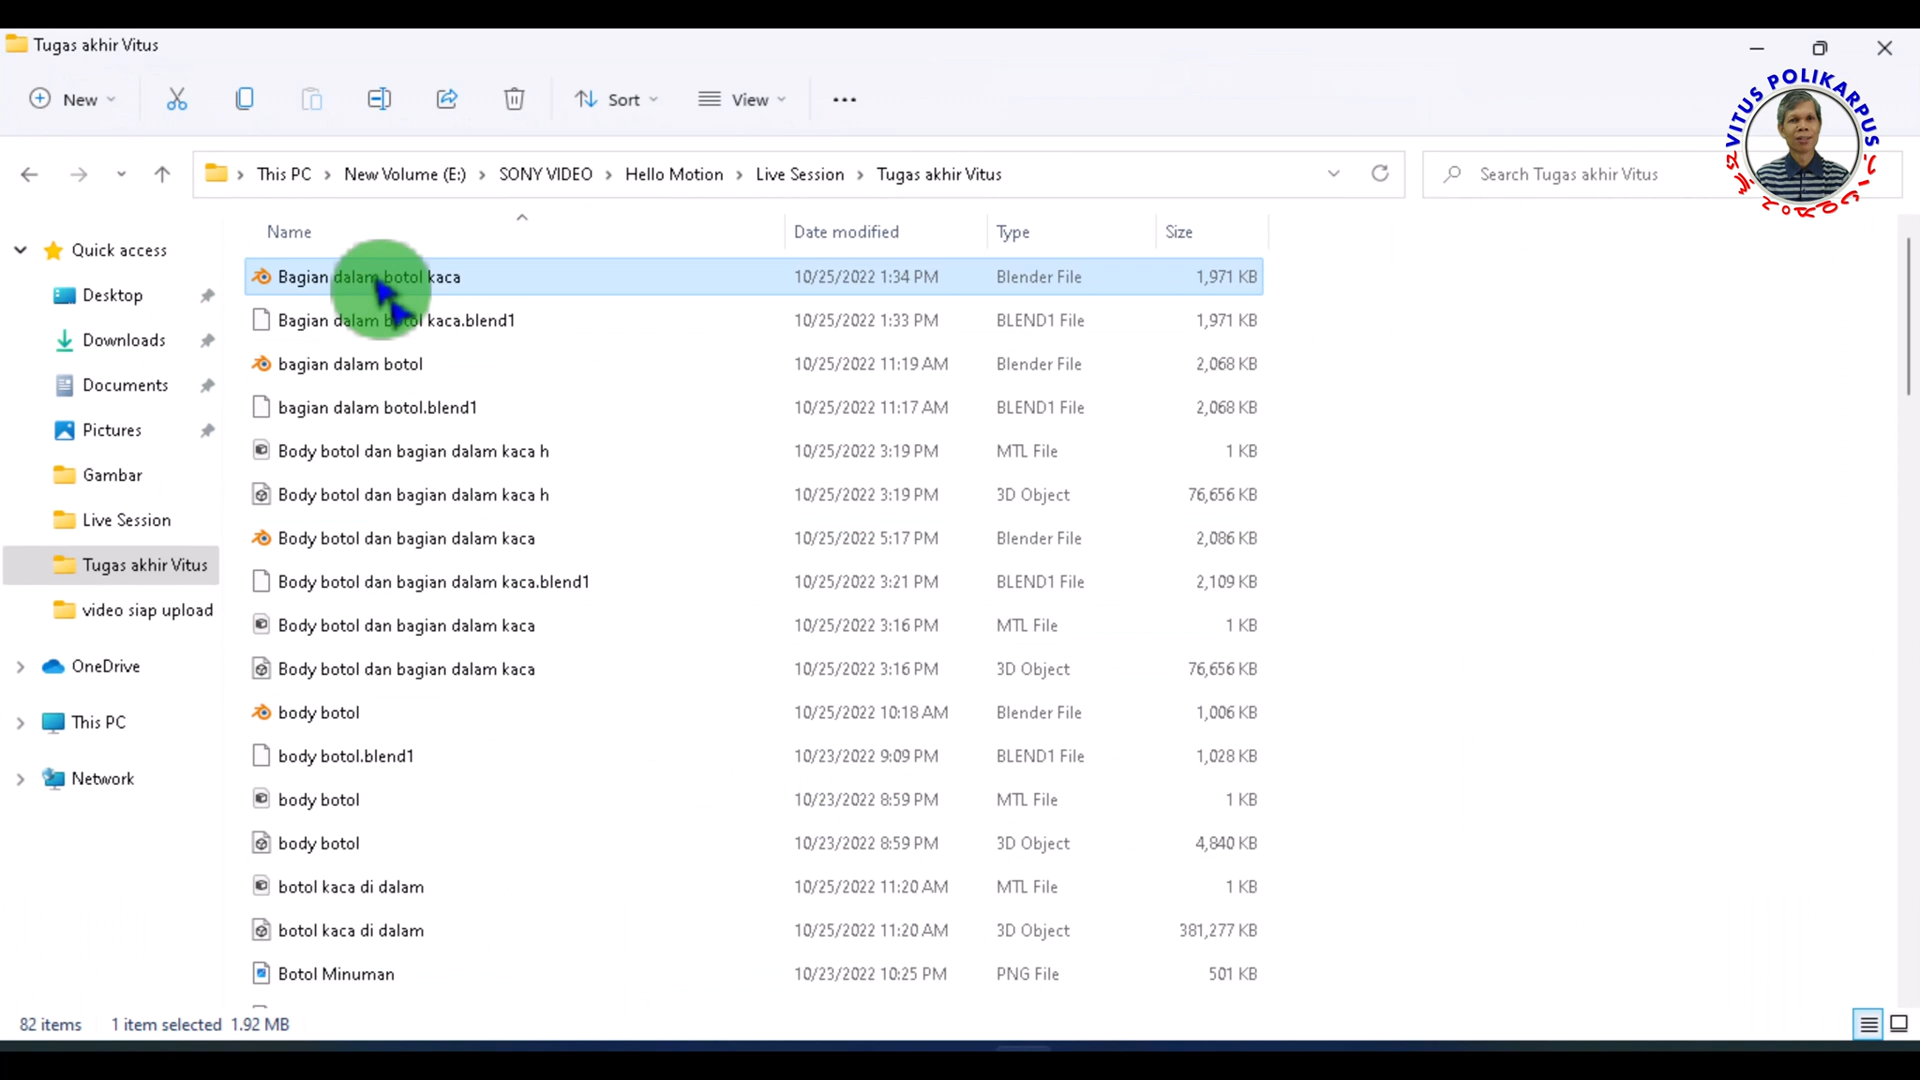 Tugas akhir Vitus
New Sort View
This PC New Volume (E:) SONY VIDEO Hello Motion Live Session Tugas akhir Vitus Search Tugas akhir Vitus
VITUS POLIKARPUS
Name Date modified Type Size
Quick access
Desktop
Downloads
Documents
Pictures
Gambar
Live Session
Tugas akhir Vitus
video siap upload
OneDrive
This PC
Network
Bagian dalam botol kaca 10/25/2022 1:34 PM Blender File 1,971 KB
Bagian dalam botol kaca.blend1 10/25/2022 1:33 PM BLEND1 File 1,971 KB
bagian dalam botol 10/25/2022 11:19 AM Blender File 2,068 KB
bagian dalam botol.blend1 10/25/2022 11:17 AM BLEND1 File 2,068 KB
Body botol dan bagian dalam kaca h 10/25/2022 3:19 PM MTL File 1 KB
Body botol dan bagian dalam kaca h 10/25/2022 3:19 PM 3D Object 76,656 KB
Body botol dan bagian dalam kaca 10/25/2022 5:17 PM Blender File 2,086 KB
Body botol dan bagian dalam kaca.blend1 10/25/2022 3:21 PM BLEND1 File 2,109 KB
Body botol dan bagian dalam kaca 10/25/2022 3:16 PM MTL File 1 KB
Body botol dan bagian dalam kaca 10/25/2022 3:16 PM 3D Object 76,656 KB
body botol 10/25/2022 10:18 AM Blender File 1,006 KB
body botol.blend1 10/23/2022 9:09 PM BLEND1 File 1,028 KB
body botol 10/23/2022 8:59 PM MTL File 1 KB
body botol 10/23/2022 8:59 PM 3D Object 4,840 KB
botol kaca di dalam 10/25/2022 11:20 AM MTL File 1 KB
botol kaca di dalam 10/25/2022 11:20 AM 3D Object 381,277 KB
Botol Minuman 10/23/2022 10:25 PM PNG File 501 KB
82 items 1 item selected 1.92 MB